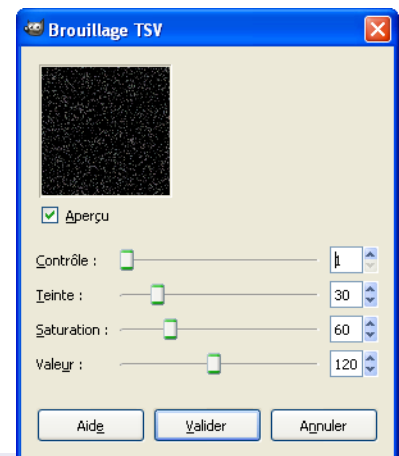 Brouillage TSV
Aperçu
Contrôle : 1
Teinte : 30
Saturation : 60
Valeur : 120
Aide Valider Annuler